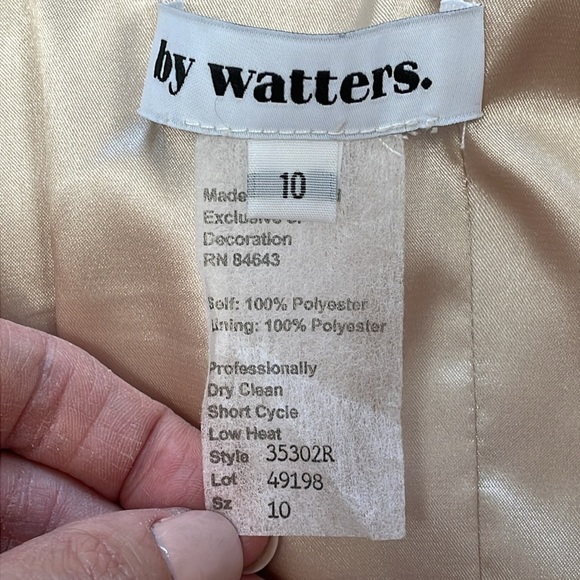 by watters.
10
Made
Exclusive of
Decoration
RN 84643
Self: 100% Polyester
Lining: 100% Polyester
Professionally
Dry Clean
Short Cycle
Low Heat
Style 35302R
Lot 49198
Sz 10